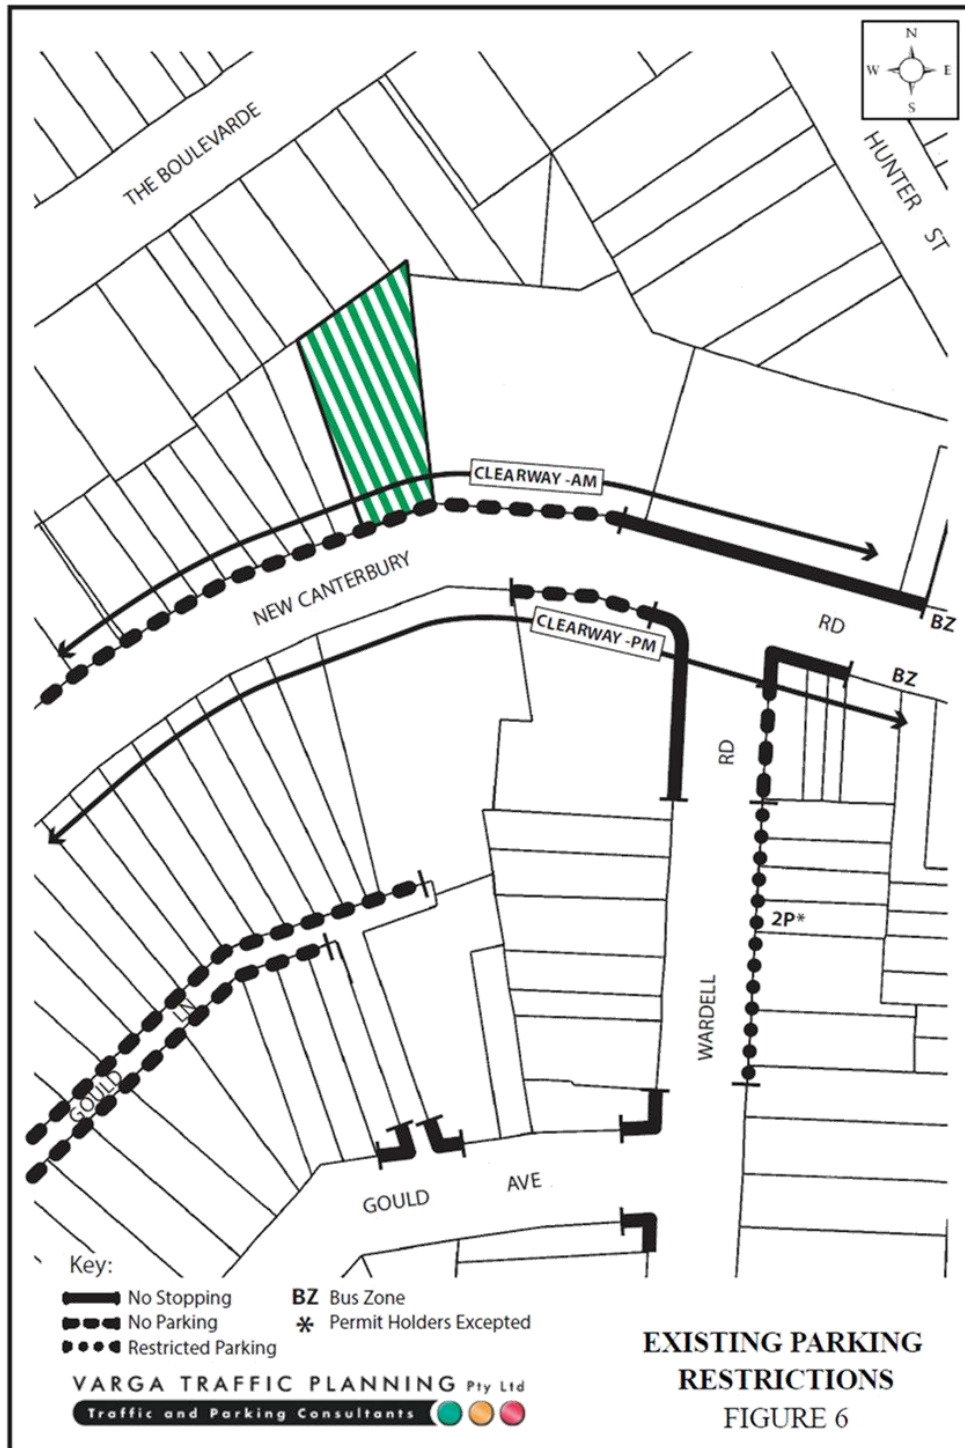 N
W E
S
THE BOULEVARDE
HUNTER ST
CLEARWAY -AM
NEW CANTERBURY
RD
BZ
CLEARWAY -PM
BZ
RD
2P*
LN
GOULD
WARDELL
GOULD
AVE
Key:
No Stopping
No Parking
Restricted Parking
BZ Bus Zone
* Permit Holders Excepted
EXISTING PARKING
RESTRICTIONS
FIGURE 6
VARGA TRAFFIC PLANNING Pty Ltd
Traffic and Parking Consultants